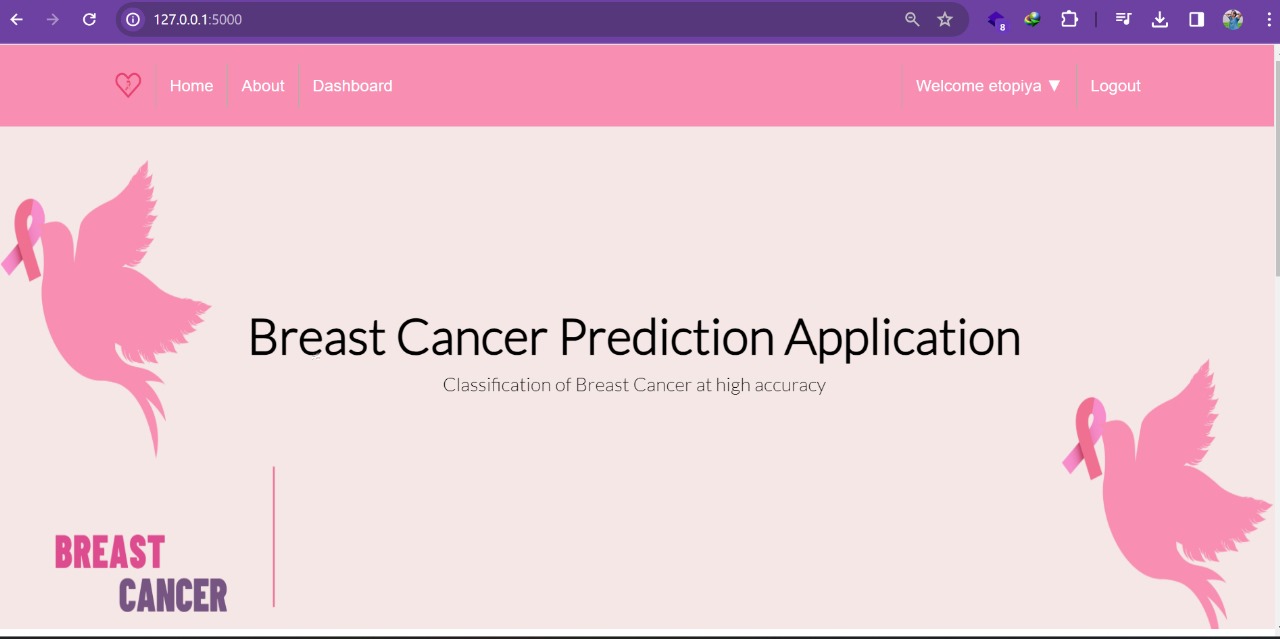 127.0.0.1:5000
8
Home
About
Dashboard
Welcome etopiya ▼
Logout
Breast Cancer Prediction Application
Classification of Breast Cancer at high accuracy
BREAST
CANCER